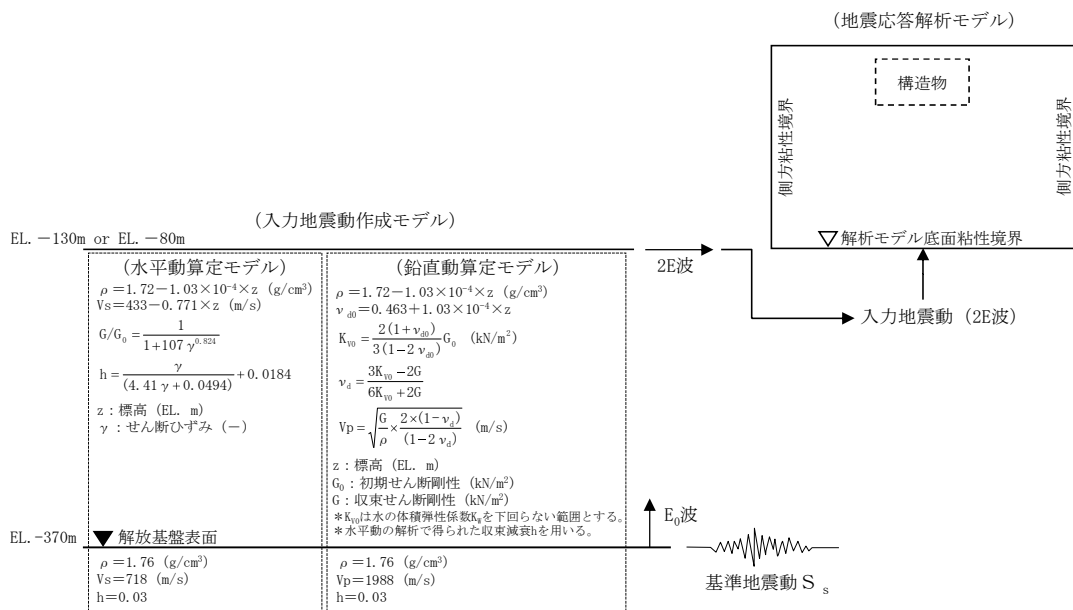 (地震応答解析モデル)
構造物
側方粘性境界
側方粘性境界
解析モデル底面粘性境界
(入力地震動作成モデル)
EL.-130m or EL.-80m
2E波
入力地震動 (2E波)
(水平動算定モデル)
ρ=1.72-1.03×10⁻⁴×z (g/cm³)
Vs=433-0.771×z (m/s)
G/G₀=1/(1+107 γ^0.824)
h=γ/(4.41γ+0.0494)+0.0184
z：標高 (EL. m)
γ：せん断ひずみ (-)
(鉛直動算定モデル)
ρ=1.72-1.03×10⁻⁴×z (g/cm³)
ν_d0=0.463+1.03×10⁻⁴×z
K_V0=2(1+ν_d0)/3(1-2ν_d0) G₀ (kN/m²)
ν_d=(3K_V0-2G)/(6K_V0+2G)
Vp=√(G/ρ×2×(1-ν_d)/(1-2ν_d)) (m/s)
z：標高 (EL. m)
G₀：初期せん断剛性 (kN/m²)
G：収束せん断剛性 (kN/m²)
＊K_V0は水の体積弾性係数K_Wを下回らない範囲とする。
＊水平動の解析で得られた収束減衰hを用いる。
EL.-370m
解放基盤表面
E₀波
基準地震動Ｓs
ρ=1.76 (g/cm³)
Vs=718 (m/s)
h=0.03
ρ=1.76 (g/cm³)
Vp=1988 (m/s)
h=0.03